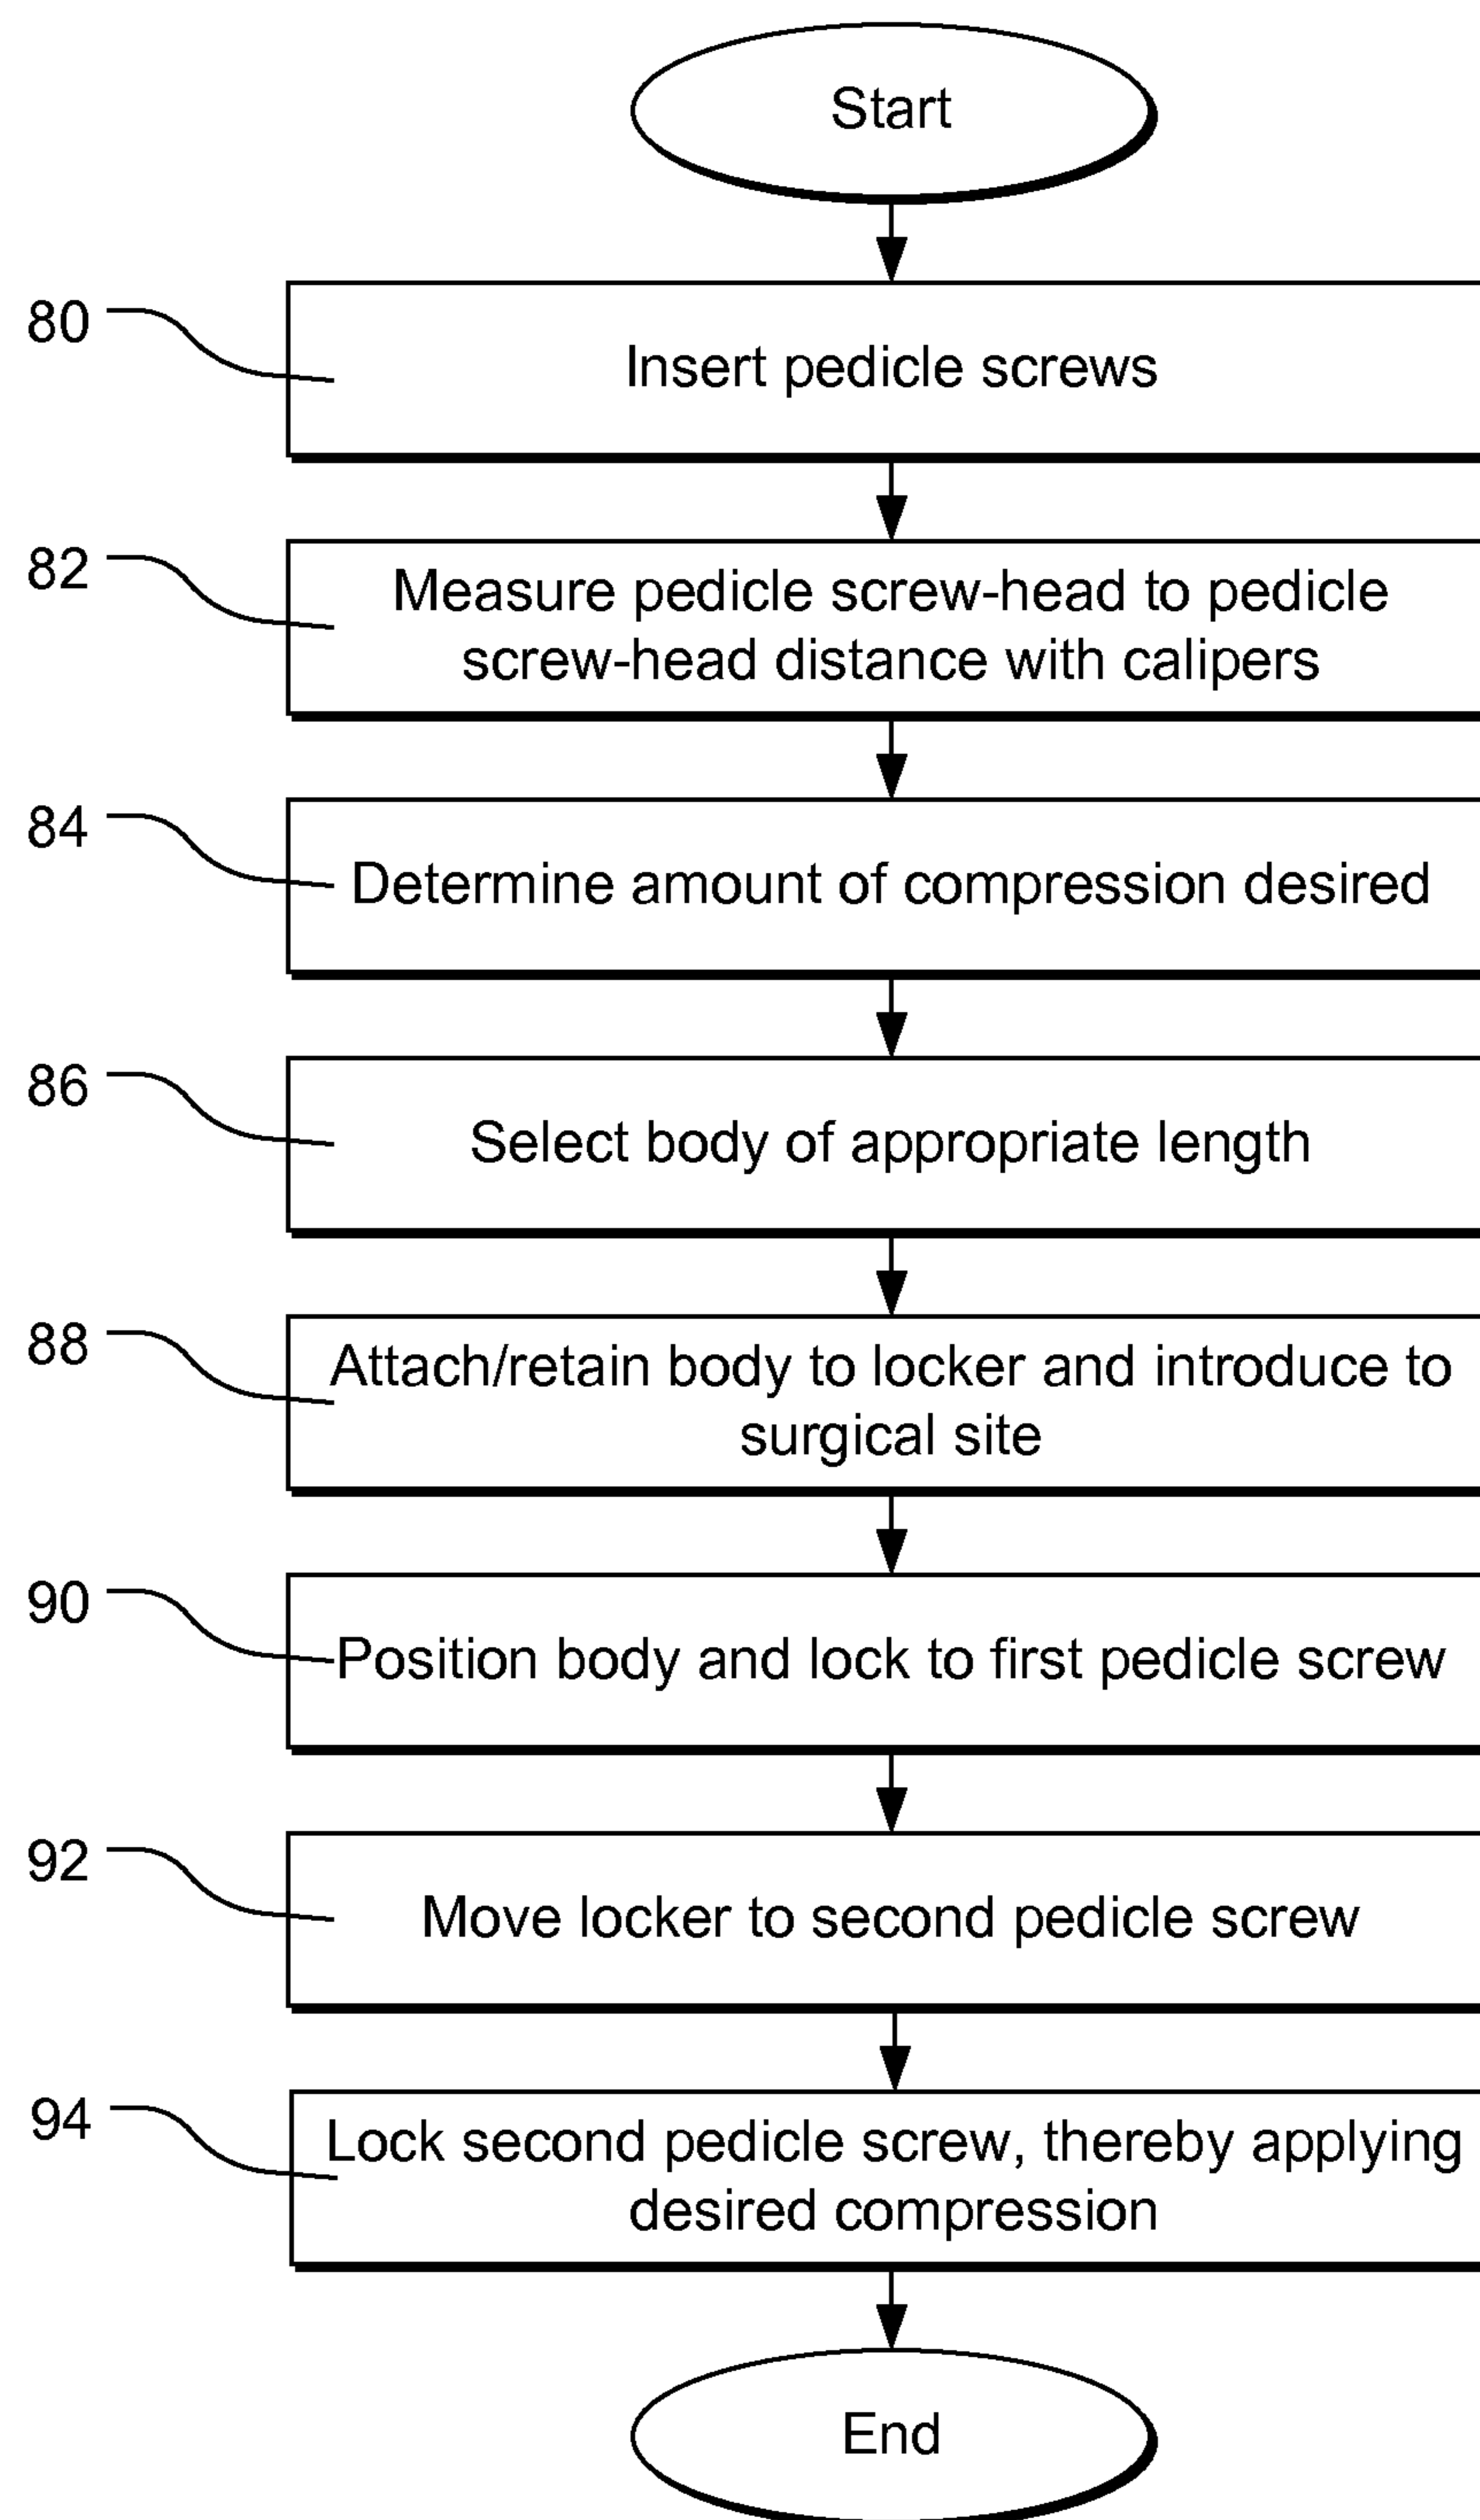 Start
80
Insert pedicle screws
82
Measure pedicle screw-head to pedicle
screw-head distance with calipers
84
Determine amount of compression desired
86
Select body of appropriate length
88
Attach/retain body to locker and introduce to
surgical site
90
Position body and lock to first pedicle screw
92
Move locker to second pedicle screw
94
Lock second pedicle screw, thereby applying
desired compression
End